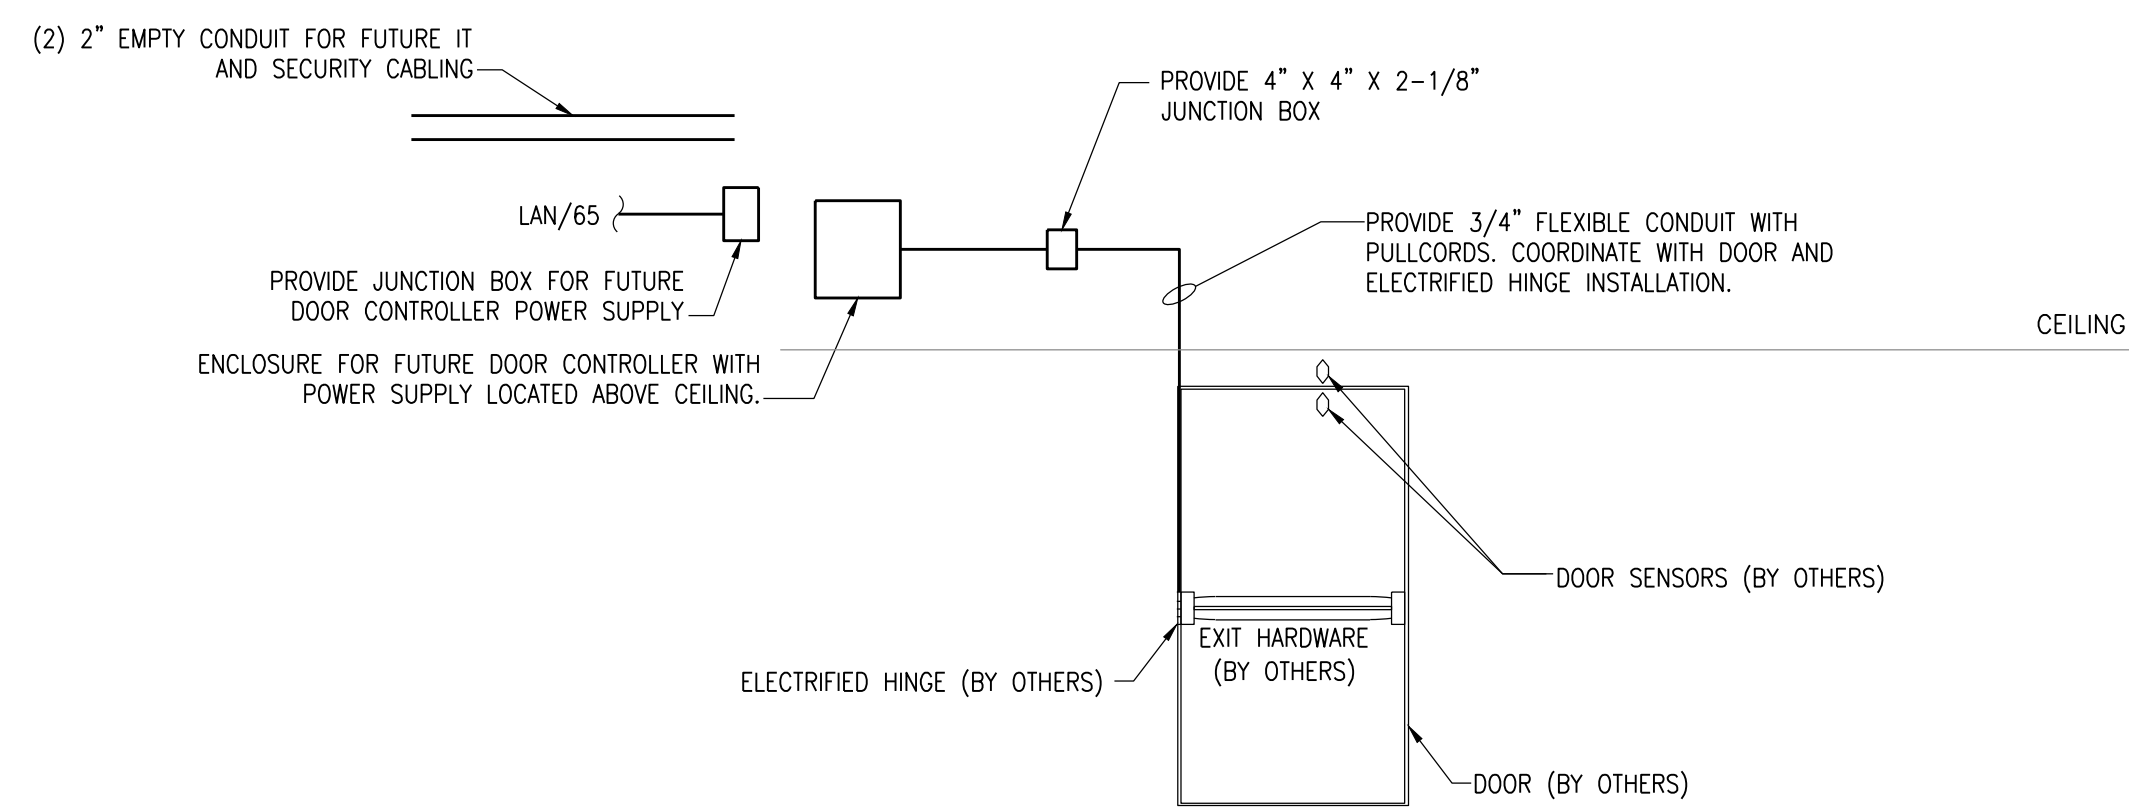 (2) 2" EMPTY CONDUIT FOR FUTURE IT
AND SECURITY CABLING
PROVIDE 4" X 4" X 2-1/8"
JUNCTION BOX
LAN/65
PROVIDE 3/4" FLEXIBLE CONDUIT WITH
PULLCORDS. COORDINATE WITH DOOR AND
ELECTRIFIED HINGE INSTALLATION.
PROVIDE JUNCTION BOX FOR FUTURE
DOOR CONTROLLER POWER SUPPLY
CEILING
ENCLOSURE FOR FUTURE DOOR CONTROLLER WITH
POWER SUPPLY LOCATED ABOVE CEILING.
DOOR SENSORS (BY OTHERS)
EXIT HARDWARE
(BY OTHERS)
ELECTRIFIED HINGE (BY OTHERS)
DOOR (BY OTHERS)